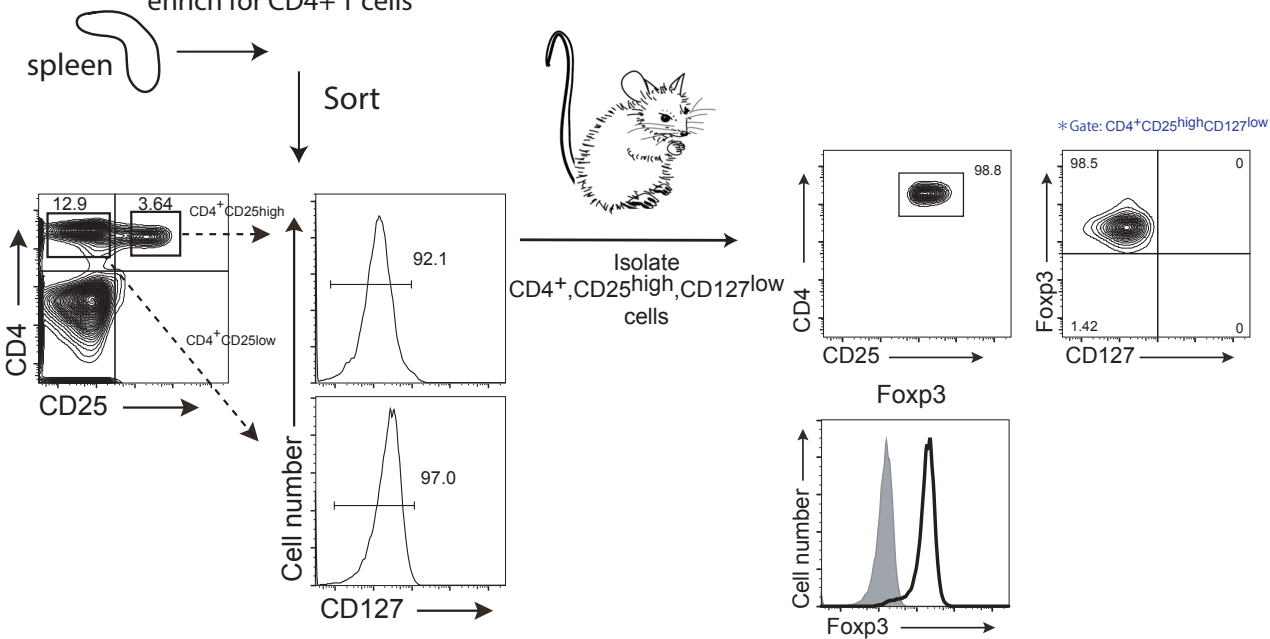 enrich for CD4+ T cells
spleen
Sort
12.9
3.64
CD4+CD25high
CD4+CD25low
CD4
CD25
92.1
97.0
Cell number
CD127
Isolate
CD4+,CD25high,CD127low
cells
98.8
CD4
CD25
*Gate: CD4+CD25highCD127low
98.5
0
1.42
0
Foxp3
CD127
Foxp3
Cell number
Foxp3